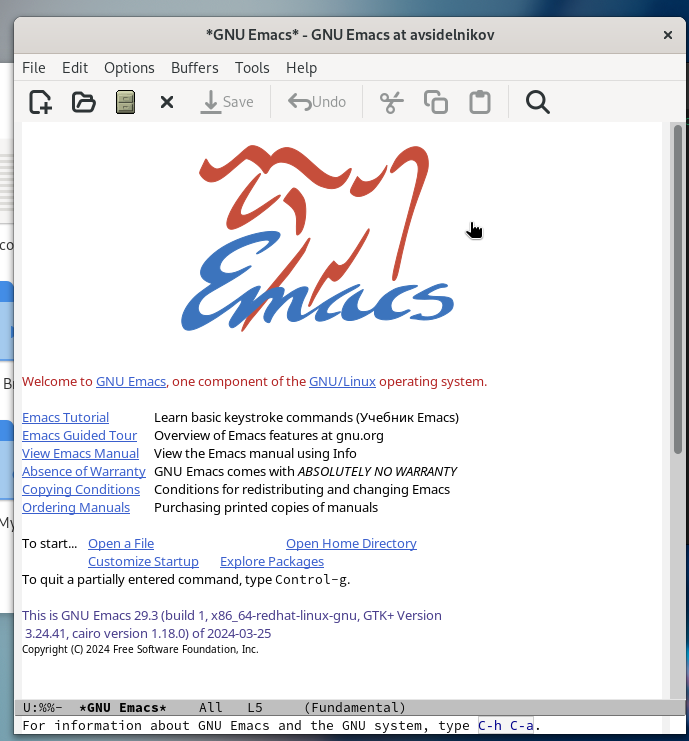 *GNU Emacs* - GNU Emacs at avsidelnikov
File Edit Options Buffers Tools Help
Save Undo
Emacs
Welcome to GNU Emacs, one component of the GNU/Linux operating system.
Emacs Tutorial Learn basic keystroke commands (Учебник Emacs)
Emacs Guided Tour Overview of Emacs features at gnu.org
View Emacs Manual View the Emacs manual using Info
Absence of Warranty GNU Emacs comes with ABSOLUTELY NO WARRANTY
Copying Conditions Conditions for redistributing and changing Emacs
Ordering Manuals Purchasing printed copies of manuals
To start... Open a File Open Home Directory
Customize Startup Explore Packages
To quit a partially entered command, type Control-g.
This is GNU Emacs 29.3 (build 1, x86_64-redhat-linux-gnu, GTK+ Version
3.24.41, cairo version 1.18.0) of 2024-03-25
Copyright (C) 2024 Free Software Foundation, Inc.
U:%%- *GNU Emacs* All L5 (Fundamental)
For information about GNU Emacs and the GNU system, type C-h C-a.